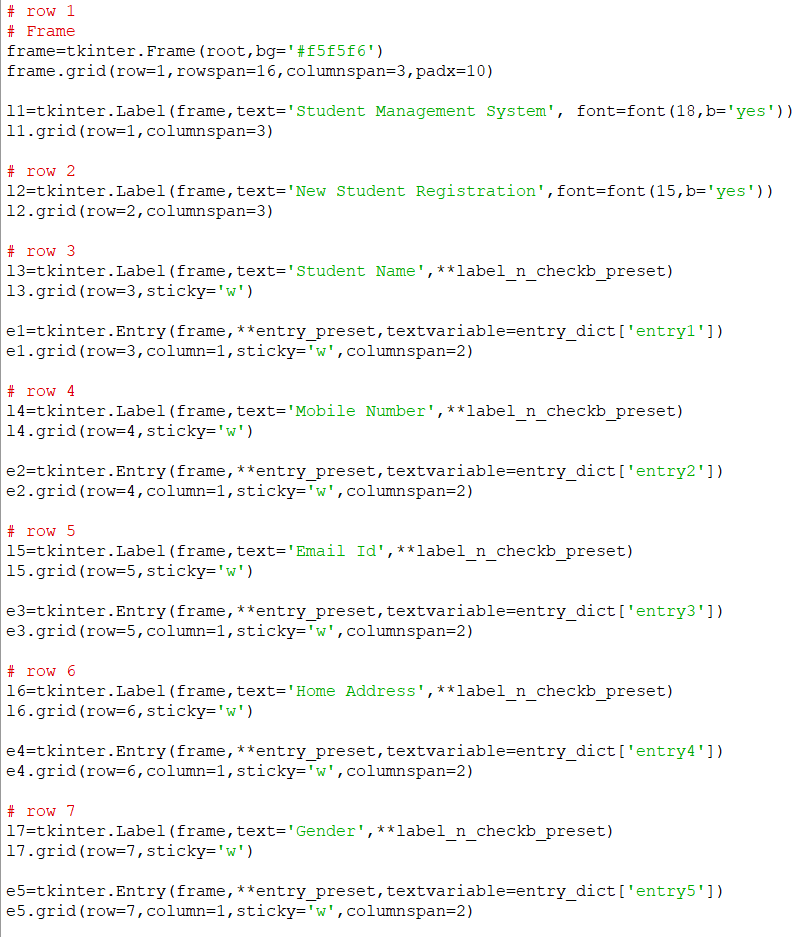 # row 1
# Frame
frame=tkinter.Frame(root,bg='#f5f5f6')
frame.grid(row=1,rowspan=16,columnspan=3,padx=10)
l1=tkinter.Label(frame,text='Student Management System', font=font(18,b='yes'))
l1.grid(row=1,columnspan=3)
# row 2
l2=tkinter.Label(frame,text='New Student Registration',font=font(15,b='yes'))
l2.grid(row=2,columnspan=3)
# row 3
l3=tkinter.Label(frame,text='Student Name',**label_n_checkb_preset)
l3.grid(row=3,sticky='w')
e1=tkinter.Entry(frame,**entry_preset,textvariable=entry_dict['entry1'])
e1.grid(row=3,column=1,sticky='w',columnspan=2)
# row 4
l4=tkinter.Label(frame,text='Mobile Number',**label_n_checkb_preset)
l4.grid(row=4,sticky='w')
e2=tkinter.Entry(frame,**entry_preset,textvariable=entry_dict['entry2'])
e2.grid(row=4,column=1,sticky='w',columnspan=2)
# row 5
l5=tkinter.Label(frame,text='Email Id',**label_n_checkb_preset)
l5.grid(row=5,sticky='w')
e3=tkinter.Entry(frame,**entry_preset,textvariable=entry_dict['entry3'])
e3.grid(row=5,column=1,sticky='w',columnspan=2)
# row 6
l6=tkinter.Label(frame,text='Home Address',**label_n_checkb_preset)
l6.grid(row=6,sticky='w')
e4=tkinter.Entry(frame,**entry_preset,textvariable=entry_dict['entry4'])
e4.grid(row=6,column=1,sticky='w',columnspan=2)
# row 7
l7=tkinter.Label(frame,text='Gender',**label_n_checkb_preset)
l7.grid(row=7,sticky='w')
e5=tkinter.Entry(frame,**entry_preset,textvariable=entry_dict['entry5'])
e5.grid(row=7,column=1,sticky='w',columnspan=2)